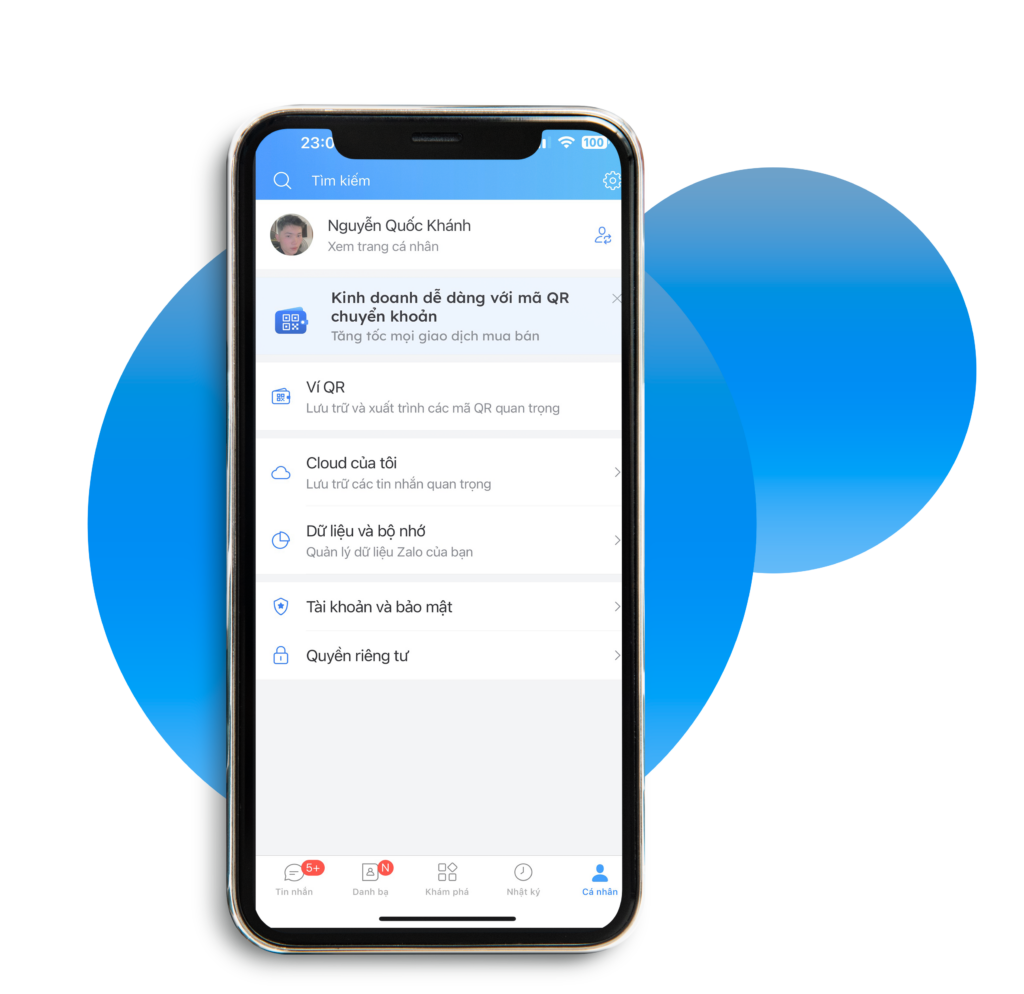 23:0
100
Tìm kiếm
Nguyễn Quốc Khánh
Xem trang cá nhân
Kinh doanh dễ dàng với mã QR
chuyển khoản
Tăng tốc mọi giao dịch mua bán
Ví QR
Lưu trữ và xuất trình các mã QR quan trọng
Cloud của tôi
Lưu trữ các tin nhắn quan trọng
Dữ liệu và bộ nhớ
Quản lý dữ liệu Zalo của bạn
Tài khoản và bảo mật
Quyền riêng tư
5+
N
Tin nhắn
Danh bạ
Khám phá
Nhật ký
Cá nhân